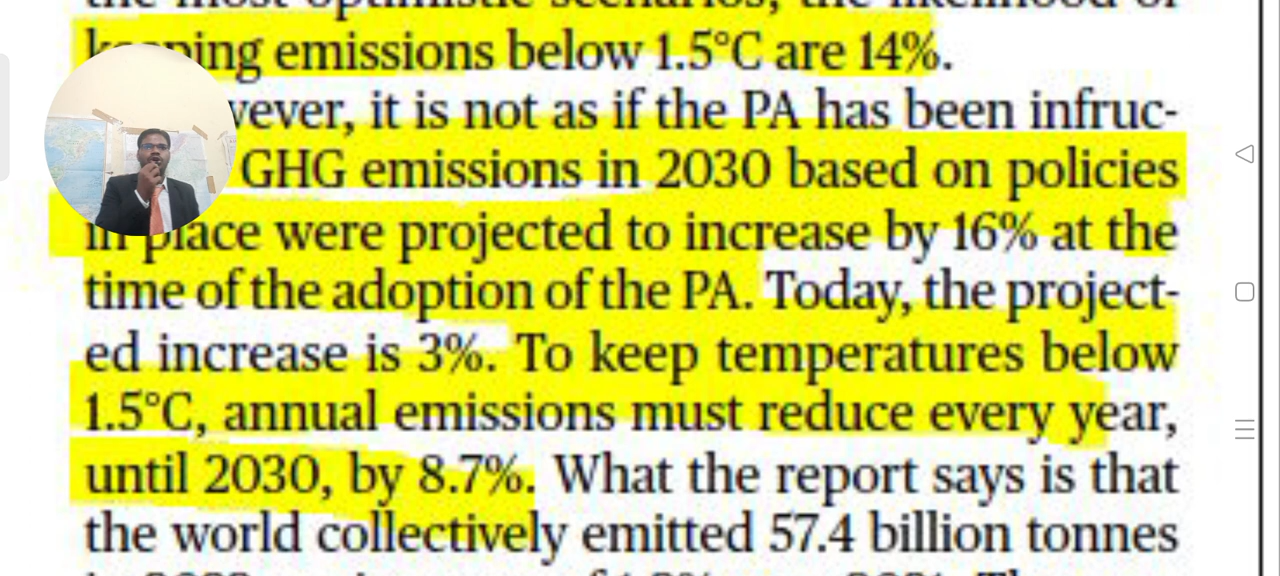 emissions below 1.5°C are 14%.
it is not as if the PA has been infruc-
GHG emissions in 2030 based on policies
in place were projected to increase by 16% at the
time of the adoption of the PA. Today, the project-
ed increase is 3%. To keep temperatures below
1.5°C, annual emissions must reduce every year,
until 2030, by 8.7%. What the report says is that
the world collectively emitted 57.4 billion tonnes